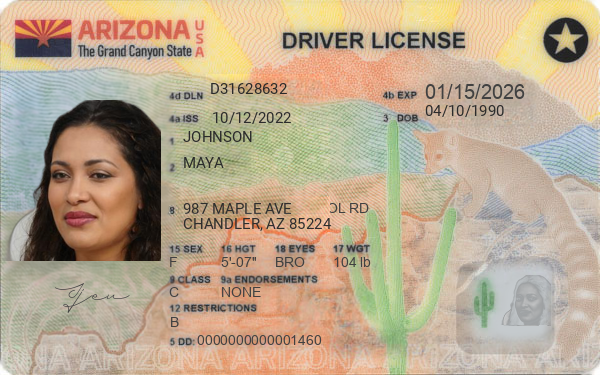 ARIZONA USA
The Grand Canyon State
DRIVER LICENSE
4d DLN D31628632
4b EXP 01/15/2026
4a ISS 10/12/2022
3 DOB 04/10/1990
1 JOHNSON
2 MAYA
8 987 MAPLE AVE OL RD
CHANDLER, AZ 85224
15 SEX 16 HGT 18 EYES 17 WGT
F 5'-07" BRO 104 lb
9 CLASS 9a ENDORSEMENTS
C NONE
12 RESTRICTIONS
B
5 DD: 0000000000001460
ARIZONA ARIZONA ARIZONA ARIZONA